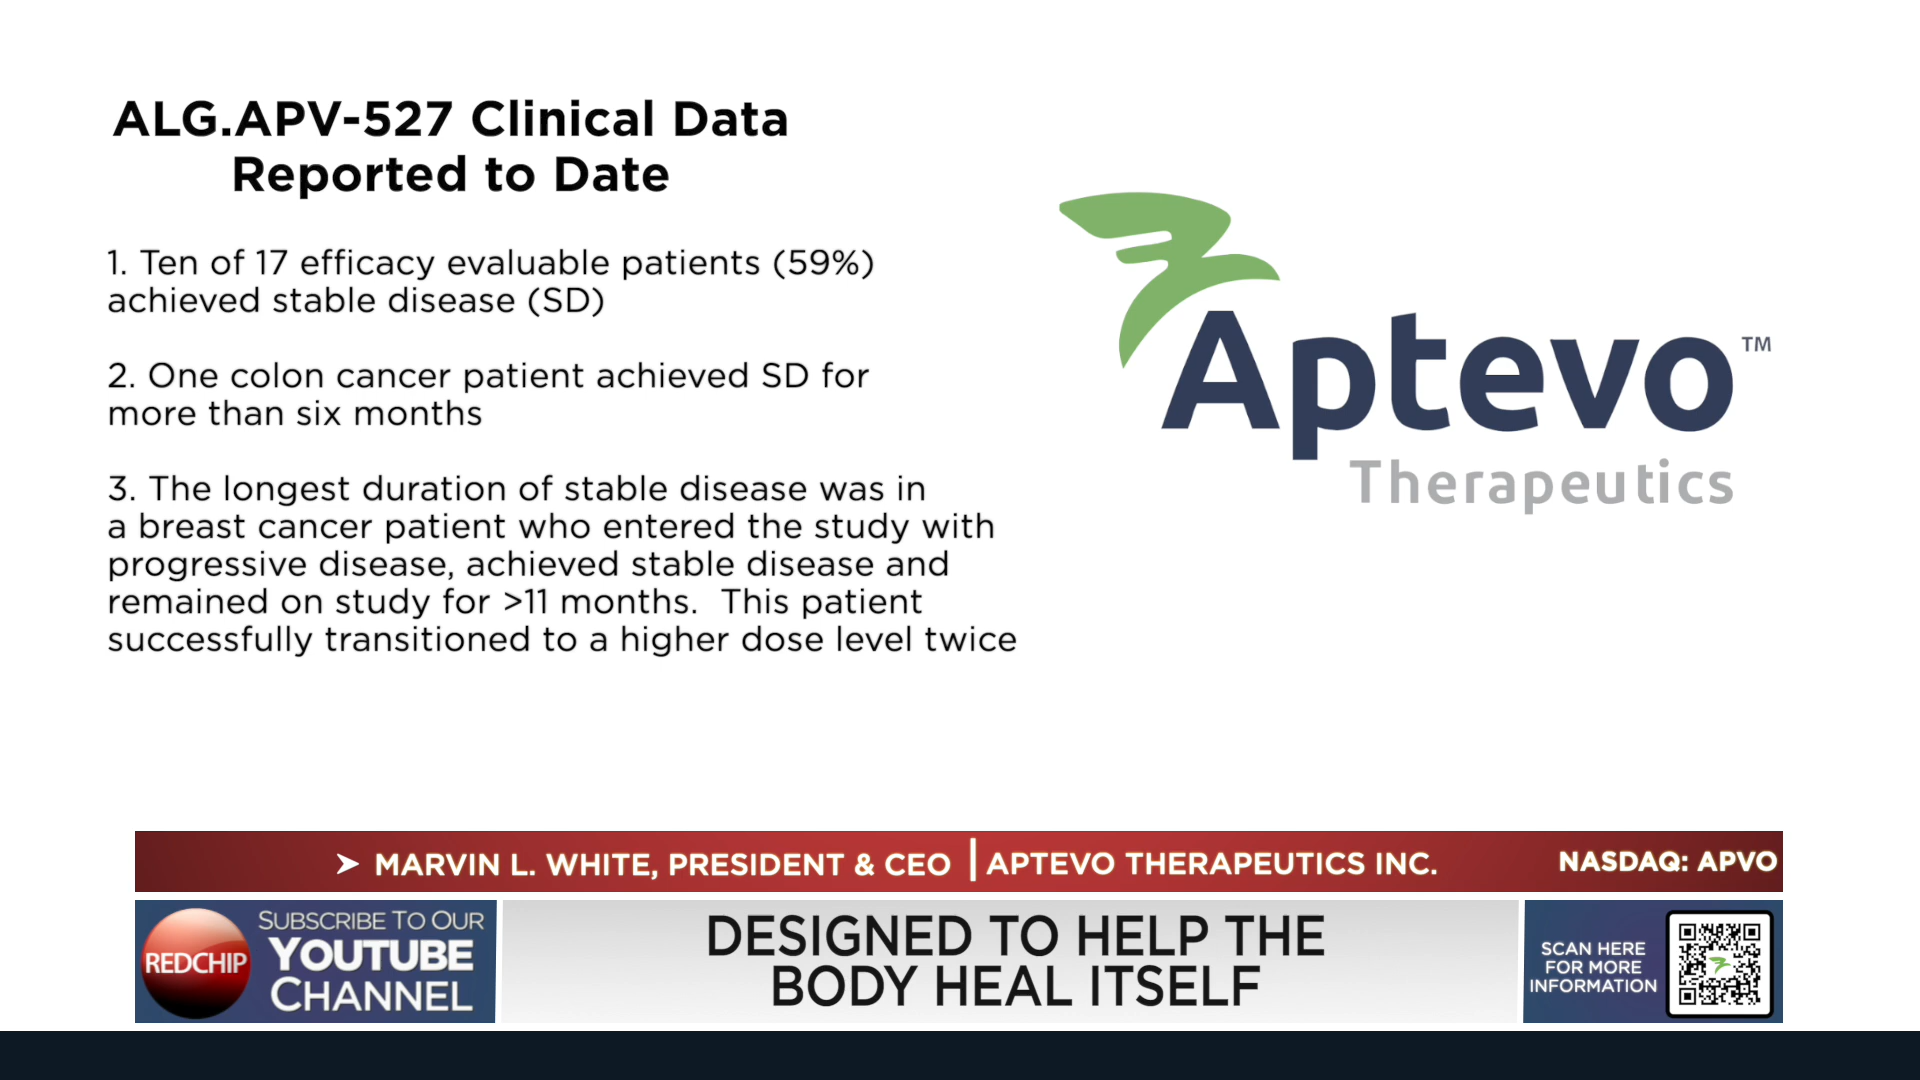 ALG.APV-527 Clinical Data
Reported to Date
1. Ten of 17 efficacy evaluable patients (59%)
achieved stable disease (SD)
2. One colon cancer patient achieved SD for
more than six months
3. The longest duration of stable disease was in
a breast cancer patient who entered the study with
progressive disease, achieved stable disease and
remained on study for >11 months.  This patient
successfully transitioned to a higher dose level twice
Aptevo™
Therapeutics
➤ MARVIN L. WHITE, PRESIDENT & CEO | APTEVO THERAPEUTICS INC.
NASDAQ: APVO
REDCHIP
SUBSCRIBE TO OUR
YOUTUBE
CHANNEL
DESIGNED TO HELP THE
BODY HEAL ITSELF
SCAN HERE
FOR MORE
INFORMATION